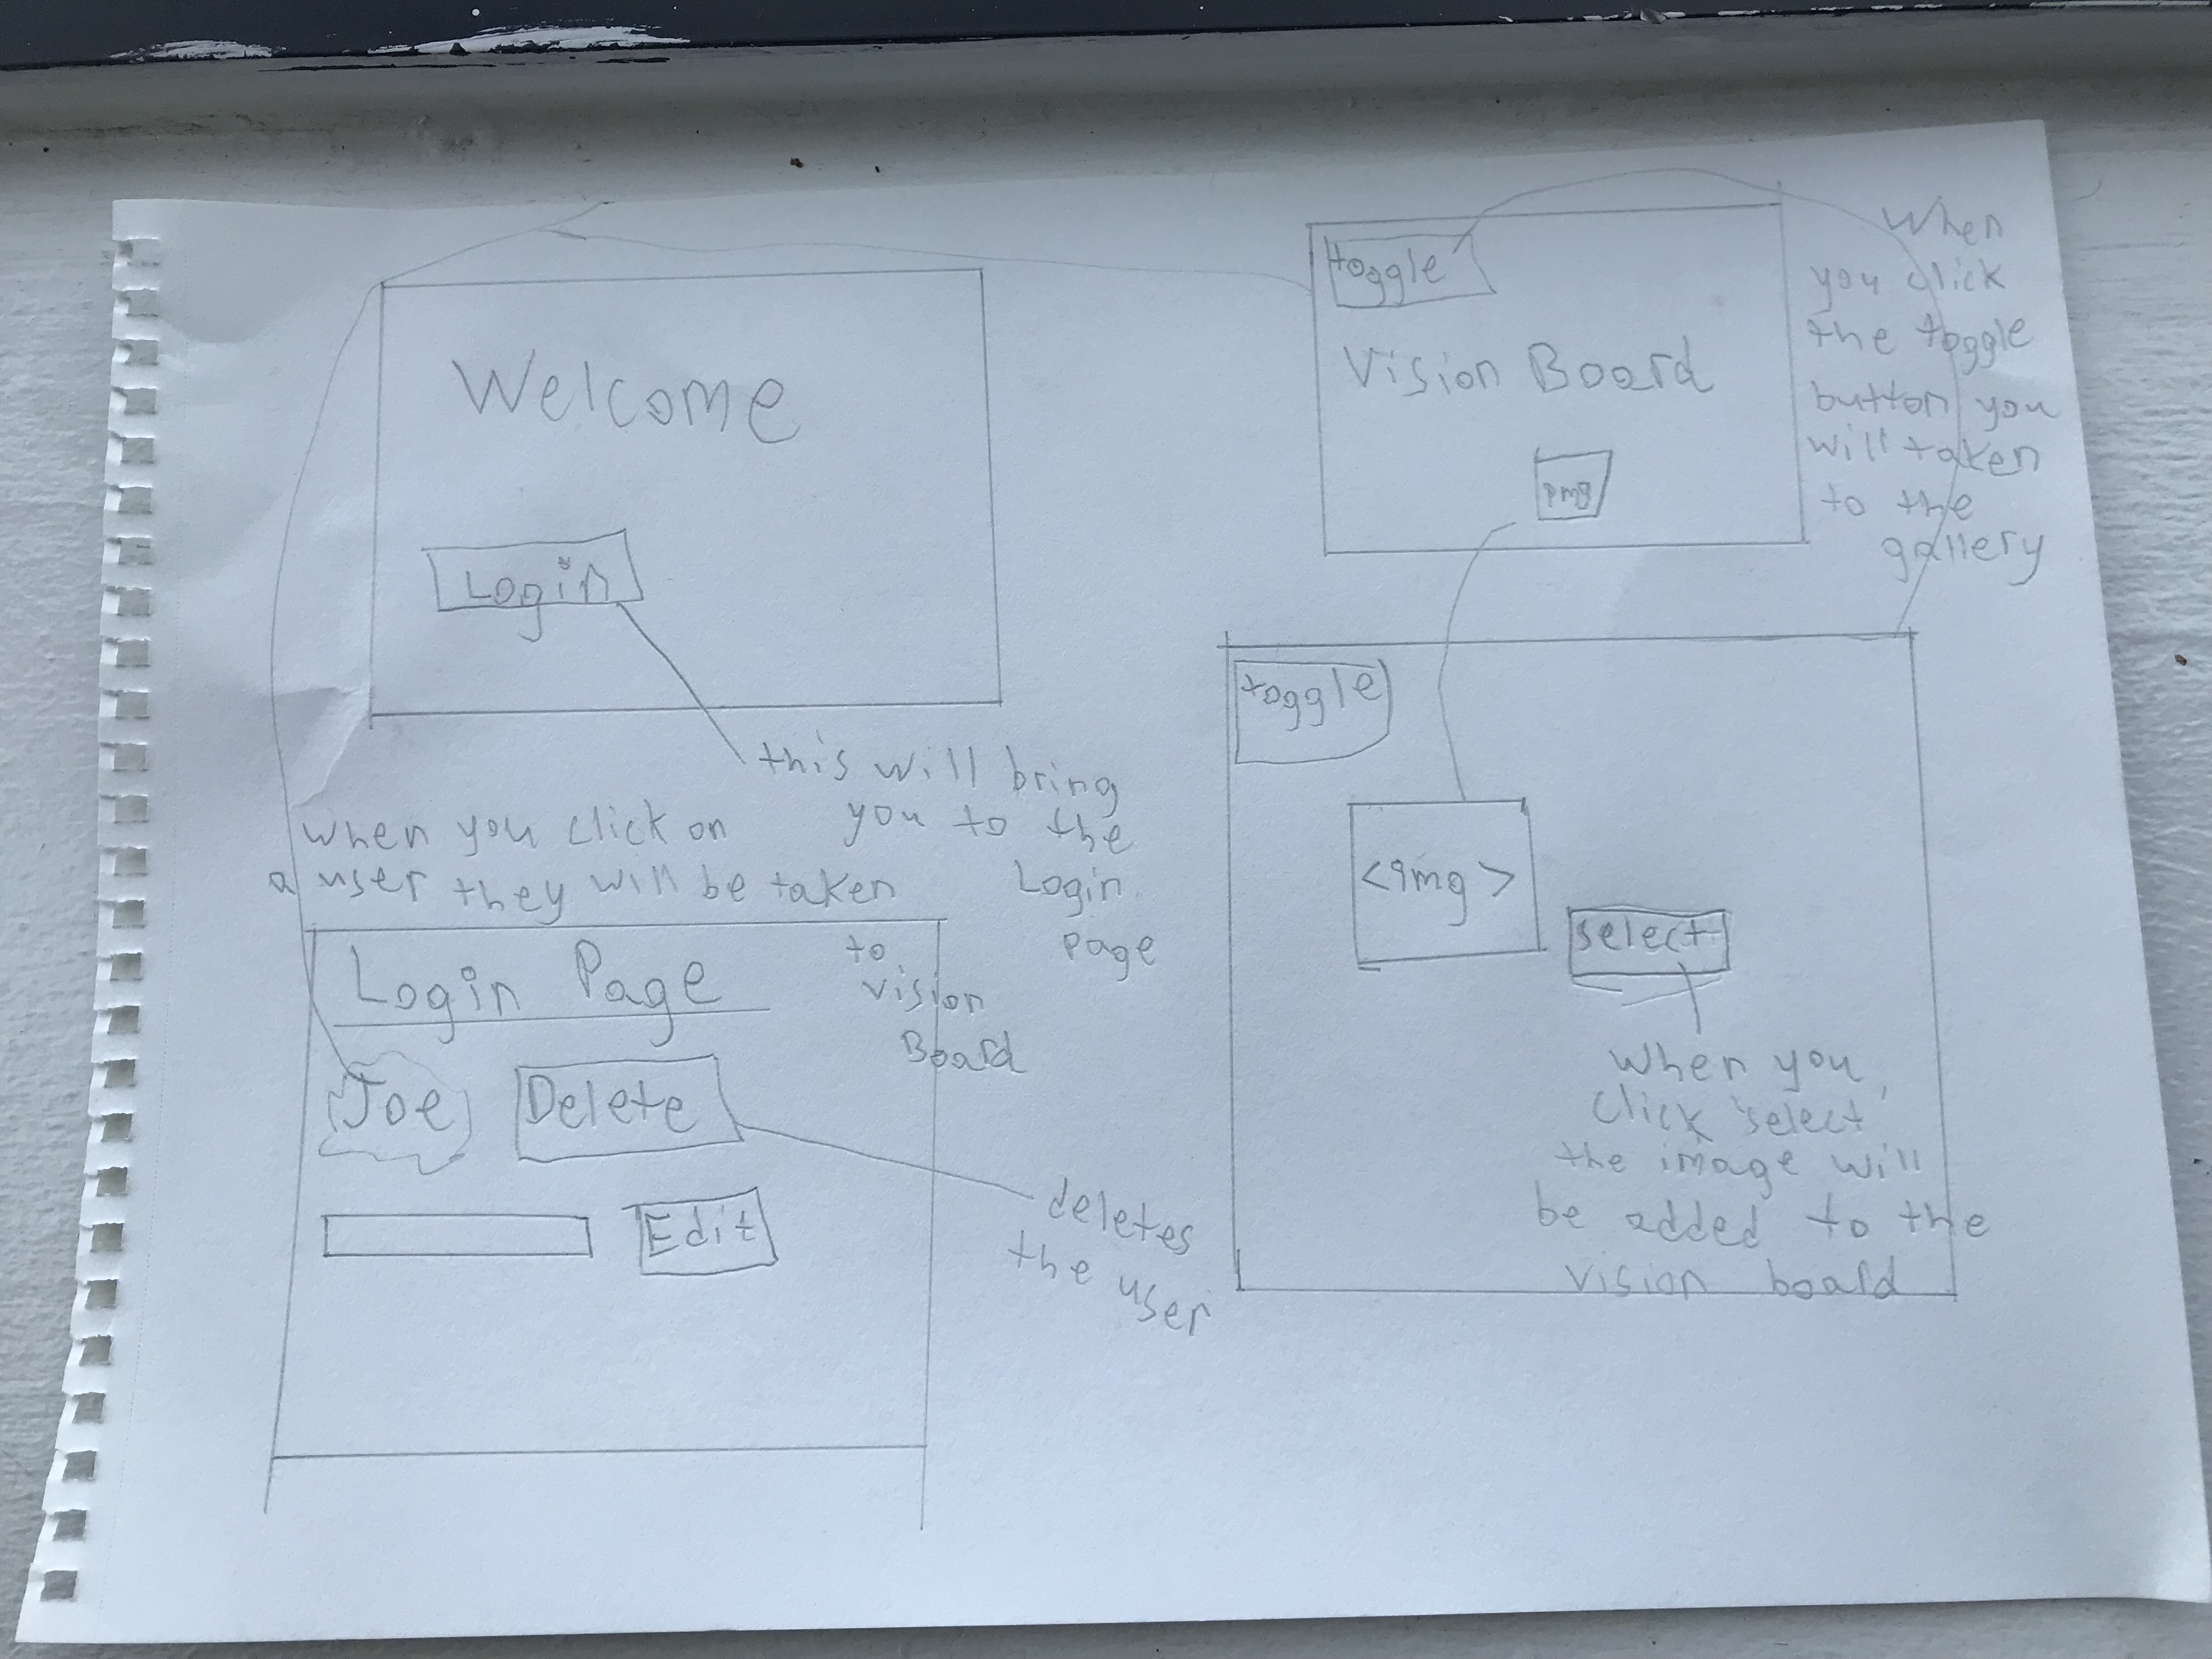 Welcome
Login
this will bring
you to the
Login
page
when you click on
a user they will be taken
to
vision
Board
Login Page
Joe
Delete
deletes
the user
Edit
toggle
Vision Board
img
When
you click
the toggle
button you
will taken
to the
gallery
toggle
<img>
select
When you
click 'select'
the image will
be added to the
vision board